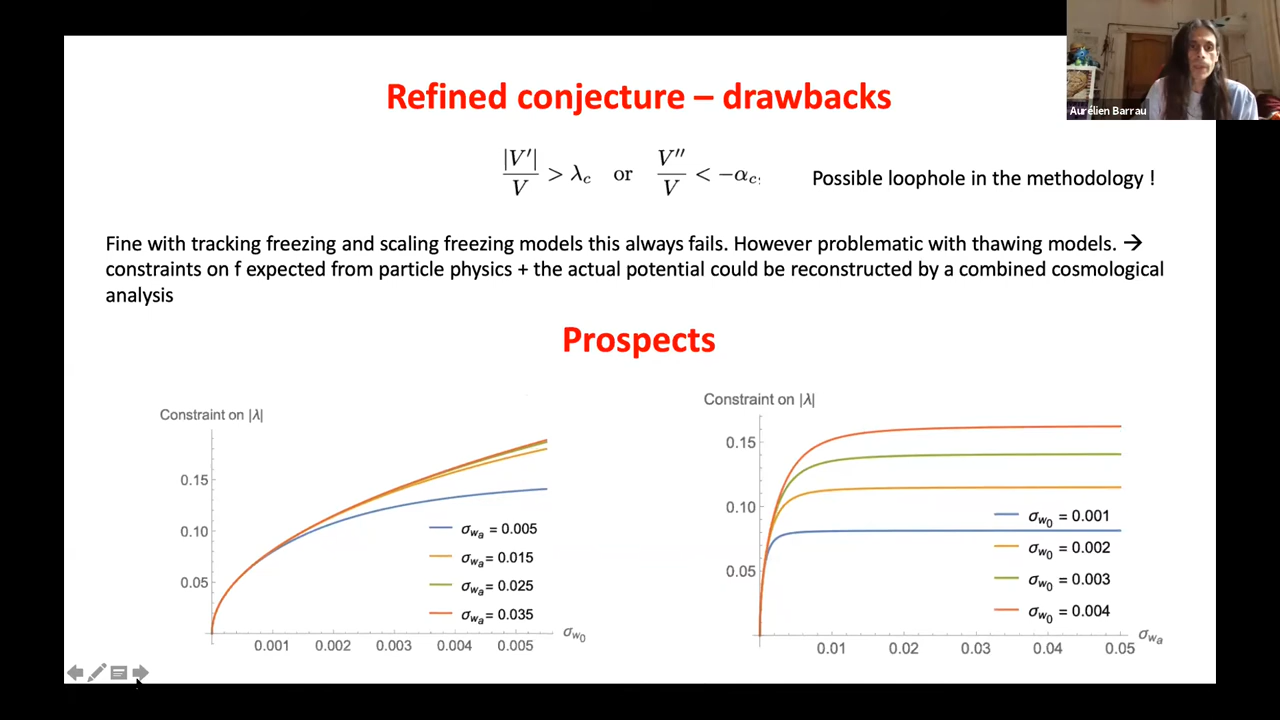 Aurélien Barrau
Refined conjecture – drawbacks
|V′|/V > λc or V″/V < −αc,
Possible loophole in the methodology !
Fine with tracking freezing and scaling freezing models this always fails. However problematic with thawing models. →
constraints on f expected from particle physics + the actual potential could be reconstructed by a combined cosmological
analysis
Prospects
Constraint on |λ|
0.15
0.10
0.05
0.001 0.002 0.003 0.004 0.005
σw0
σwa = 0.005
σwa = 0.015
σwa = 0.025
σwa = 0.035
Constraint on |λ|
0.15
0.10
0.05
0.01 0.02 0.03 0.04 0.05
σwa
σw0 = 0.001
σw0 = 0.002
σw0 = 0.003
σw0 = 0.004